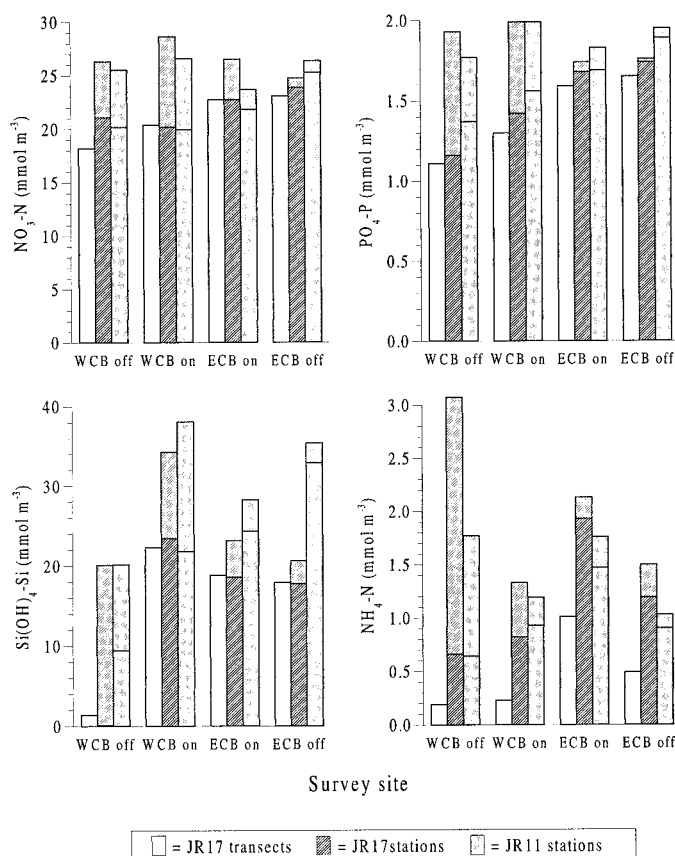 30
25
20
15
10
5
0
NO3-N (mmol m-3)
WCB off WCB on ECB on ECB off
2.0
1.5
1.0
0.5
0.0
PO4-P (mmol m-3)
WCB off WCB on ECB on ECB off
40
30
20
10
0
Si(OH)4-Si (mmol m-3)
WCB off WCB on ECB on ECB off
3.0
2.5
2.0
1.5
1.0
0.5
0.0
NH4-N (mmol m-3)
WCB off WCB on ECB on ECB off
Survey site
= JR17 transects = JR17stations = JR11 stations